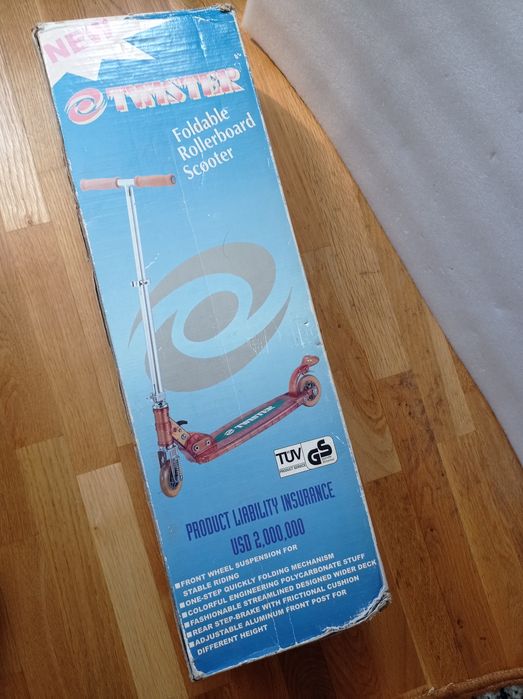 NEW
TWISTER
Foldable
Rollerboard
Scooter
TWISTER
TÜV
PRODUCT SERVICE
GS
PRODUCT LIABILITY INSURANCE
USD 2,000,000
■FRONT WHEEL SUSPENSION FOR
STABLE RIDING
■ONE-STEP QUICKLY FOLDING MECHANISM
■COLORFUL ENGINEERING POLYCARBONATE STUFF
■FASHIONABLE STREAMLINED DESIGNED WIDER DECK
■REAR STEP-BRAKE WITH FRICTIONAL CUSHION
■ADJUSTABLE ALUMINUM FRONT POST FOR
DIFFERENT HEIGHT